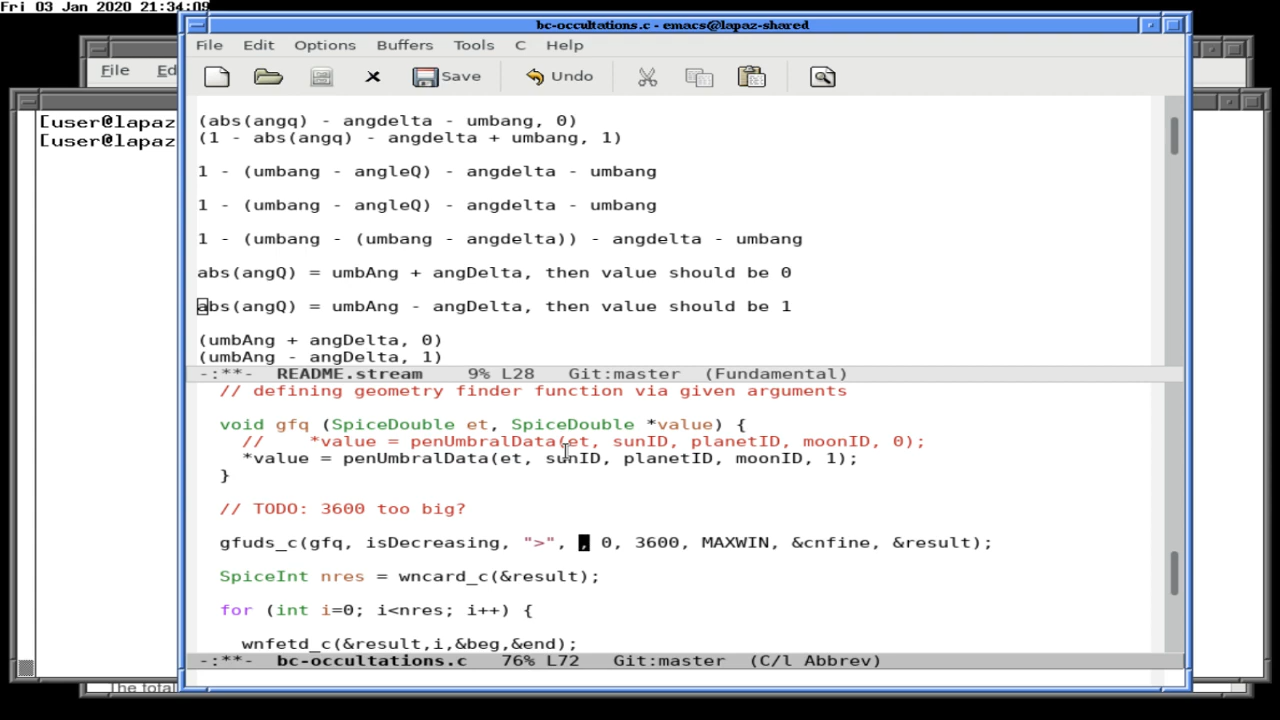 Fri 03 Jan 2020 21:34:09
bc-occultations.c - emacs@lapaz-shared
File Edit Options Buffers Tools C Help
File Ed
Save Undo
[user@lapaz
[user@lapaz
(abs(angq) - angdelta - umbang, 0)
(1 - abs(angq) - angdelta + umbang, 1)
1 - (umbang - angleQ) - angdelta - umbang
1 - (umbang - angleQ) - angdelta - umbang
1 - (umbang - (umbang - angdelta)) - angdelta - umbang
abs(angQ) = umbAng + angDelta, then value should be 0
abs(angQ) = umbAng - angDelta, then value should be 1
(umbAng + angDelta, 0)
(umbAng - angDelta, 1)
-:**- README.stream 9% L28 Git:master (Fundamental)
// defining geometry finder function via given arguments
void gfq (SpiceDouble et, SpiceDouble *value) {
// *value = penUmbralData(et, sunID, planetID, moonID, 0);
*value = penUmbralData(et, sunID, planetID, moonID, 1);
}
// TODO: 3600 too big?
gfuds_c(gfq, isDecreasing, ">", , 0, 3600, MAXWIN, &cnfine, &result);
SpiceInt nres = wncard_c(&result);
for (int i=0; i<nres; i++) {
wnfetd_c(&result,i,&beg,&end);
-:**- bc-occultations.c 76% L72 Git:master (C/l Abbrev)
The total